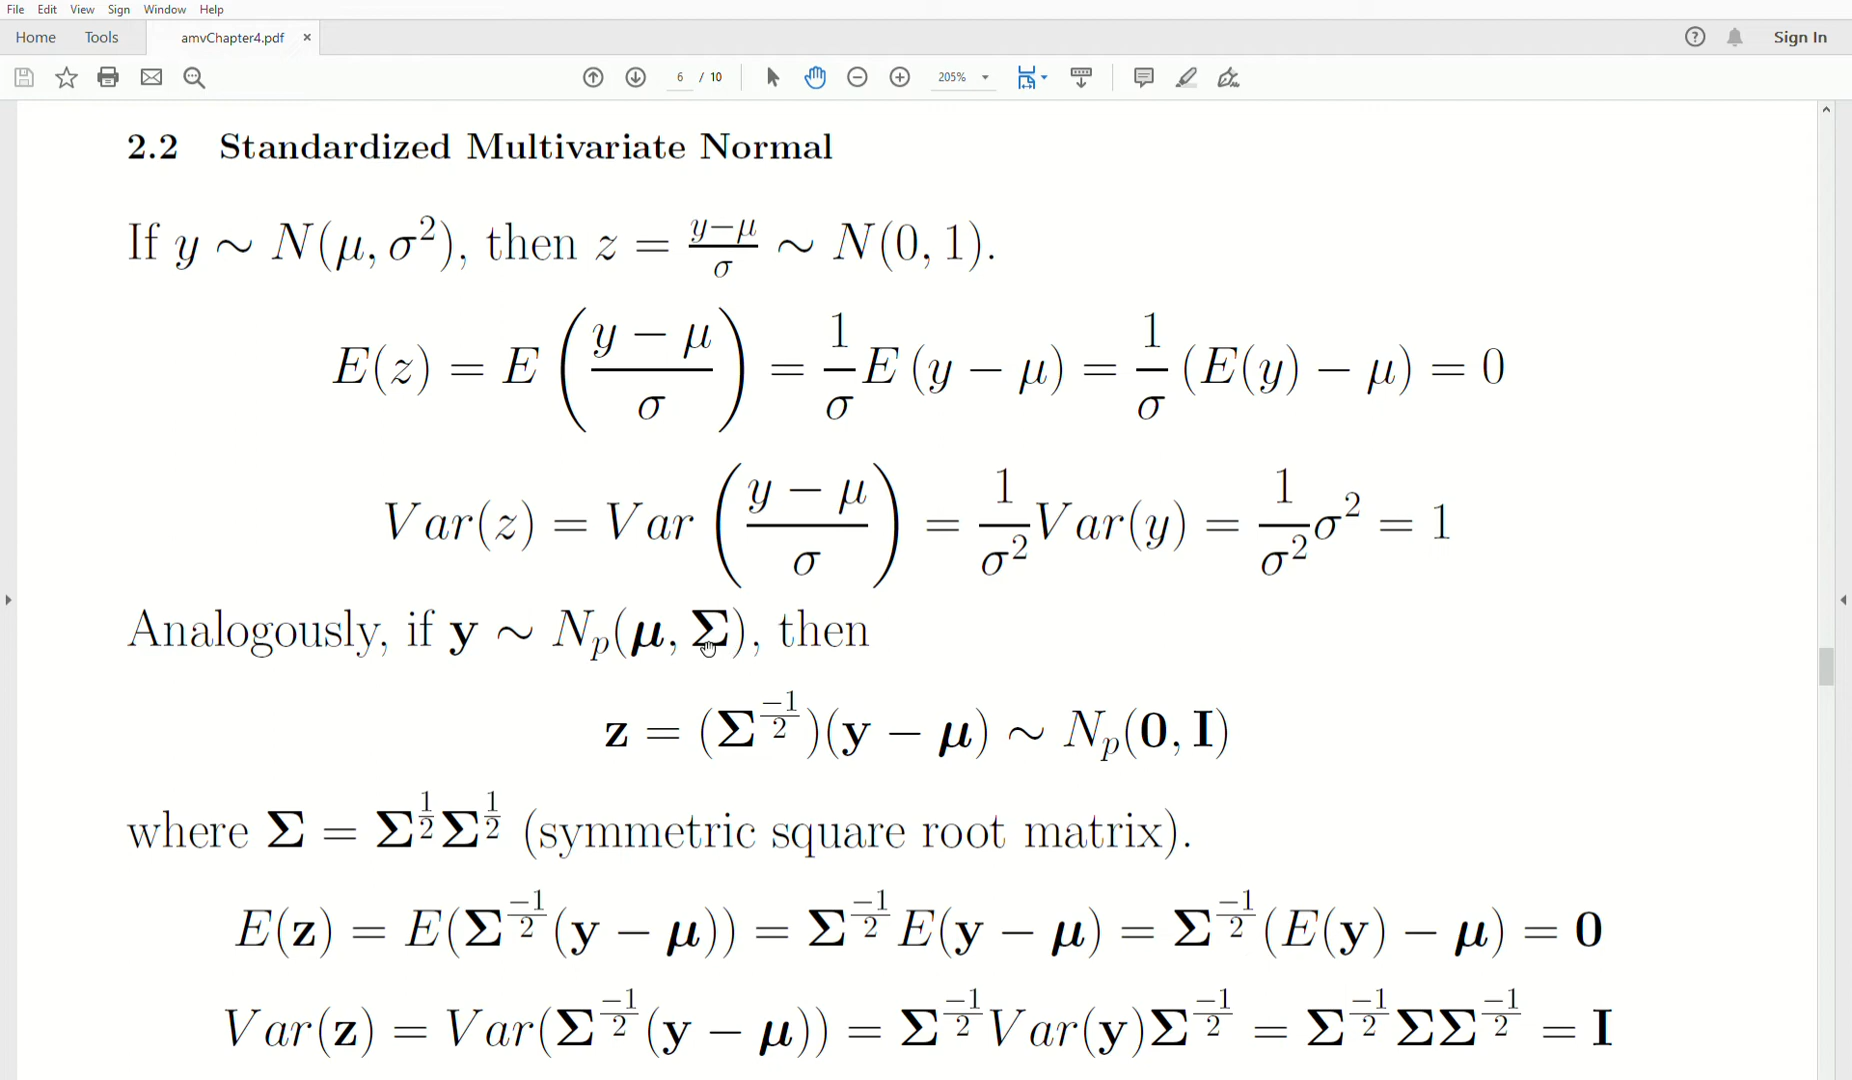 File Edit View Sign Window Help
Home Tools amvChapter4.pdf × Sign In
6 / 10 205%
2.2 Standardized Multivariate Normal
If y ∼ N(μ, σ²), then z = (y−μ)/σ ∼ N(0, 1).
E(z) = E((y − μ)/σ) = (1/σ)E(y − μ) = (1/σ)(E(y) − μ) = 0
Var(z) = Var((y − μ)/σ) = (1/σ²)Var(y) = (1/σ²)σ² = 1
Analogously, if y ∼ Nₚ(μ, Σ), then
z = (Σ^(−1/2))(y − μ) ∼ Nₚ(0, I)
where Σ = Σ^(1/2)Σ^(1/2) (symmetric square root matrix).
E(z) = E(Σ^(−1/2)(y − μ)) = Σ^(−1/2)E(y − μ) = Σ^(−1/2)(E(y) − μ) = 0
Var(z) = Var(Σ^(−1/2)(y − μ)) = Σ^(−1/2)Var(y)Σ^(−1/2) = Σ^(−1/2)ΣΣ^(−1/2) = I